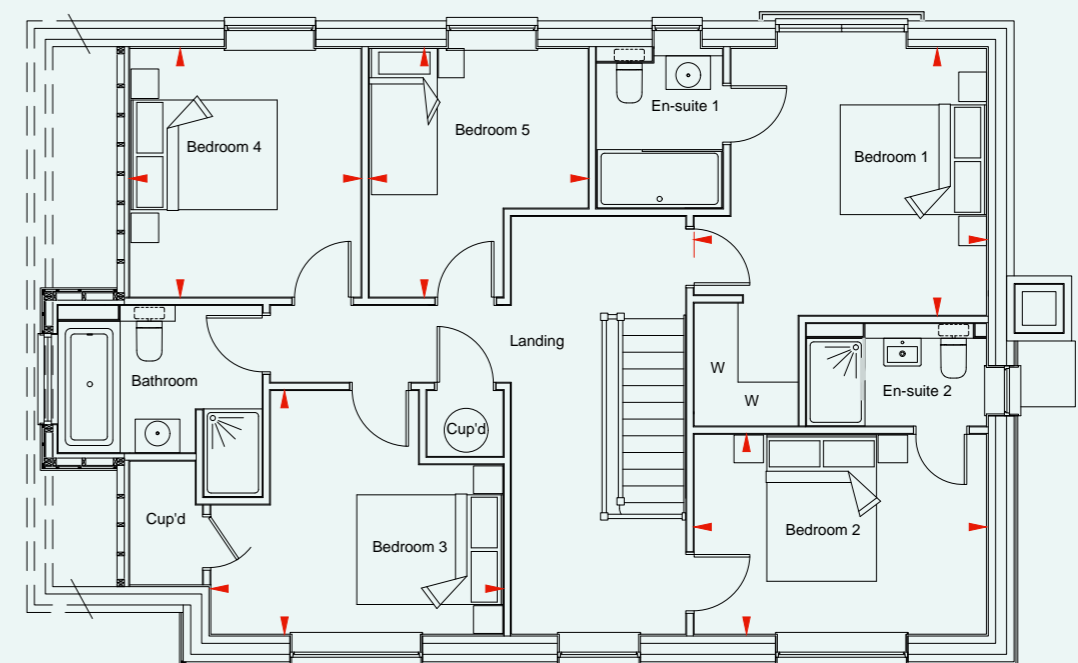 Bedroom 4
Bedroom 5
En-suite 1
Bedroom 1
Landing
Bathroom
W
W
En-suite 2
Cup'd
Cup'd
Bedroom 3
Bedroom 2